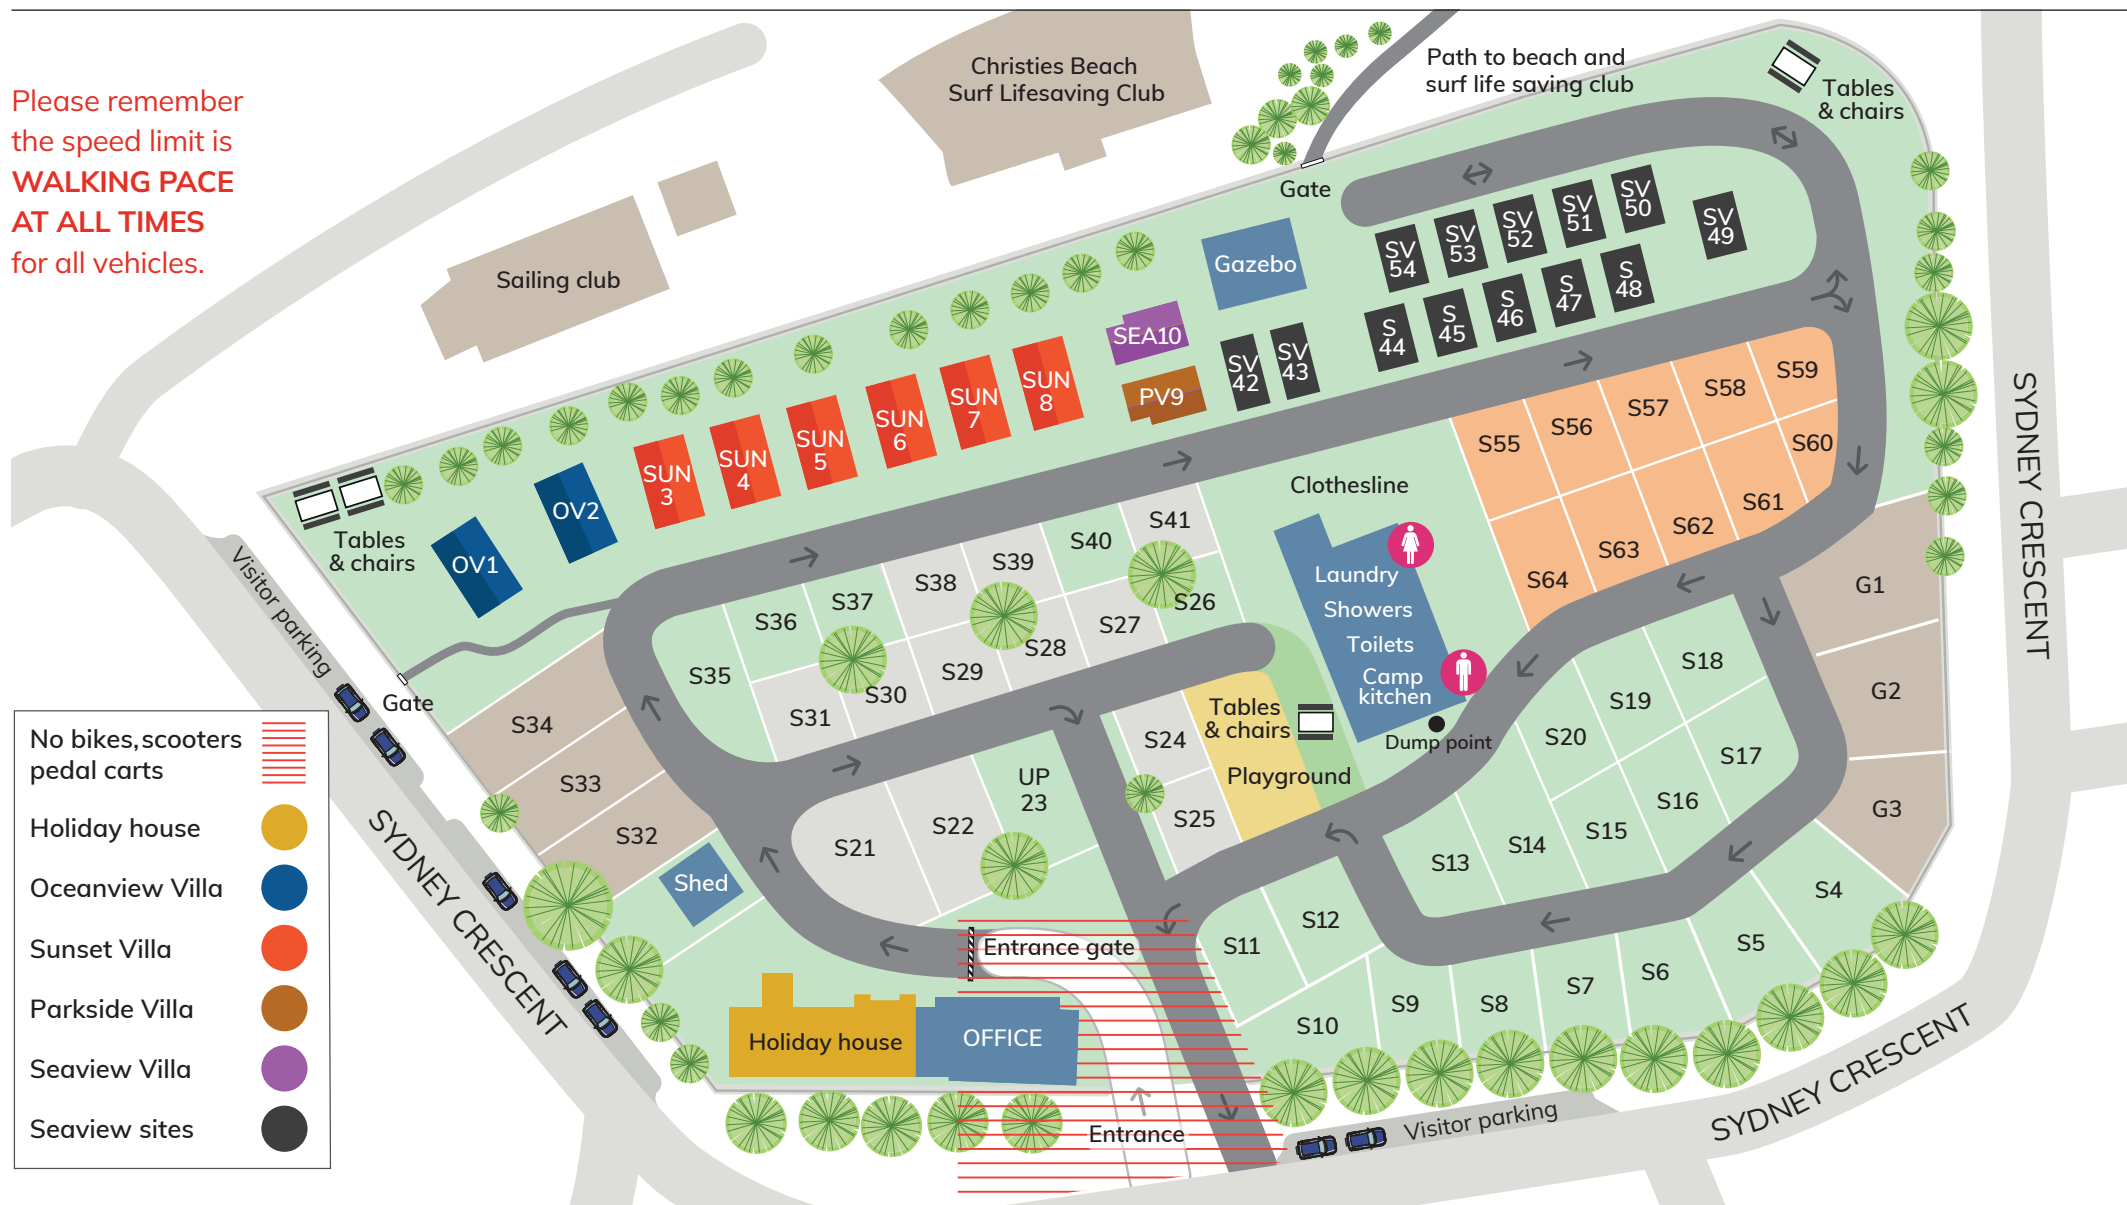 Please remember
the speed limit is
WALKING PACE
AT ALL TIMES
for all vehicles.
Christies Beach
Surf Lifesaving Club
Path to beach and
surf life saving club
Tables
& chairs
Sailing club
Gate
Gazebo
SV
54
SV
53
SV
52
SV
51
SV
50
SV
49
S
44
S
45
S
46
S
47
S
48
SEA10
PV9
SV
42
SV
43
SUN
3
SUN
4
SUN
5
SUN
6
SUN
7
SUN
8
OV1
OV2
Tables
& chairs
Visitor parking
Gate
SYDNEY CRESCENT
S55
S56
S57
S58
S59
S60
S61
S62
S63
S64
Clothesline
Laundry
Showers
Toilets
Camp
kitchen
Dump point
S41
S40
S39
S38
S37
S36
S35
S26
S27
S28
S29
S30
S31
S34
S33
S32
Shed
S21
S22
UP
23
S24
S25
Tables
& chairs
Playground
G1
G2
G3
S18
S19
S20
S17
S16
S15
S14
S13
S12
S11
S10
S9
S8
S7
S6
S5
S4
Entrance gate
Holiday house
OFFICE
Entrance
Visitor parking
SYDNEY CRESCENT
SYDNEY CRESCENT
No bikes, scooters
pedal carts
Holiday house
Oceanview Villa
Sunset Villa
Parkside Villa
Seaview Villa
Seaview sites